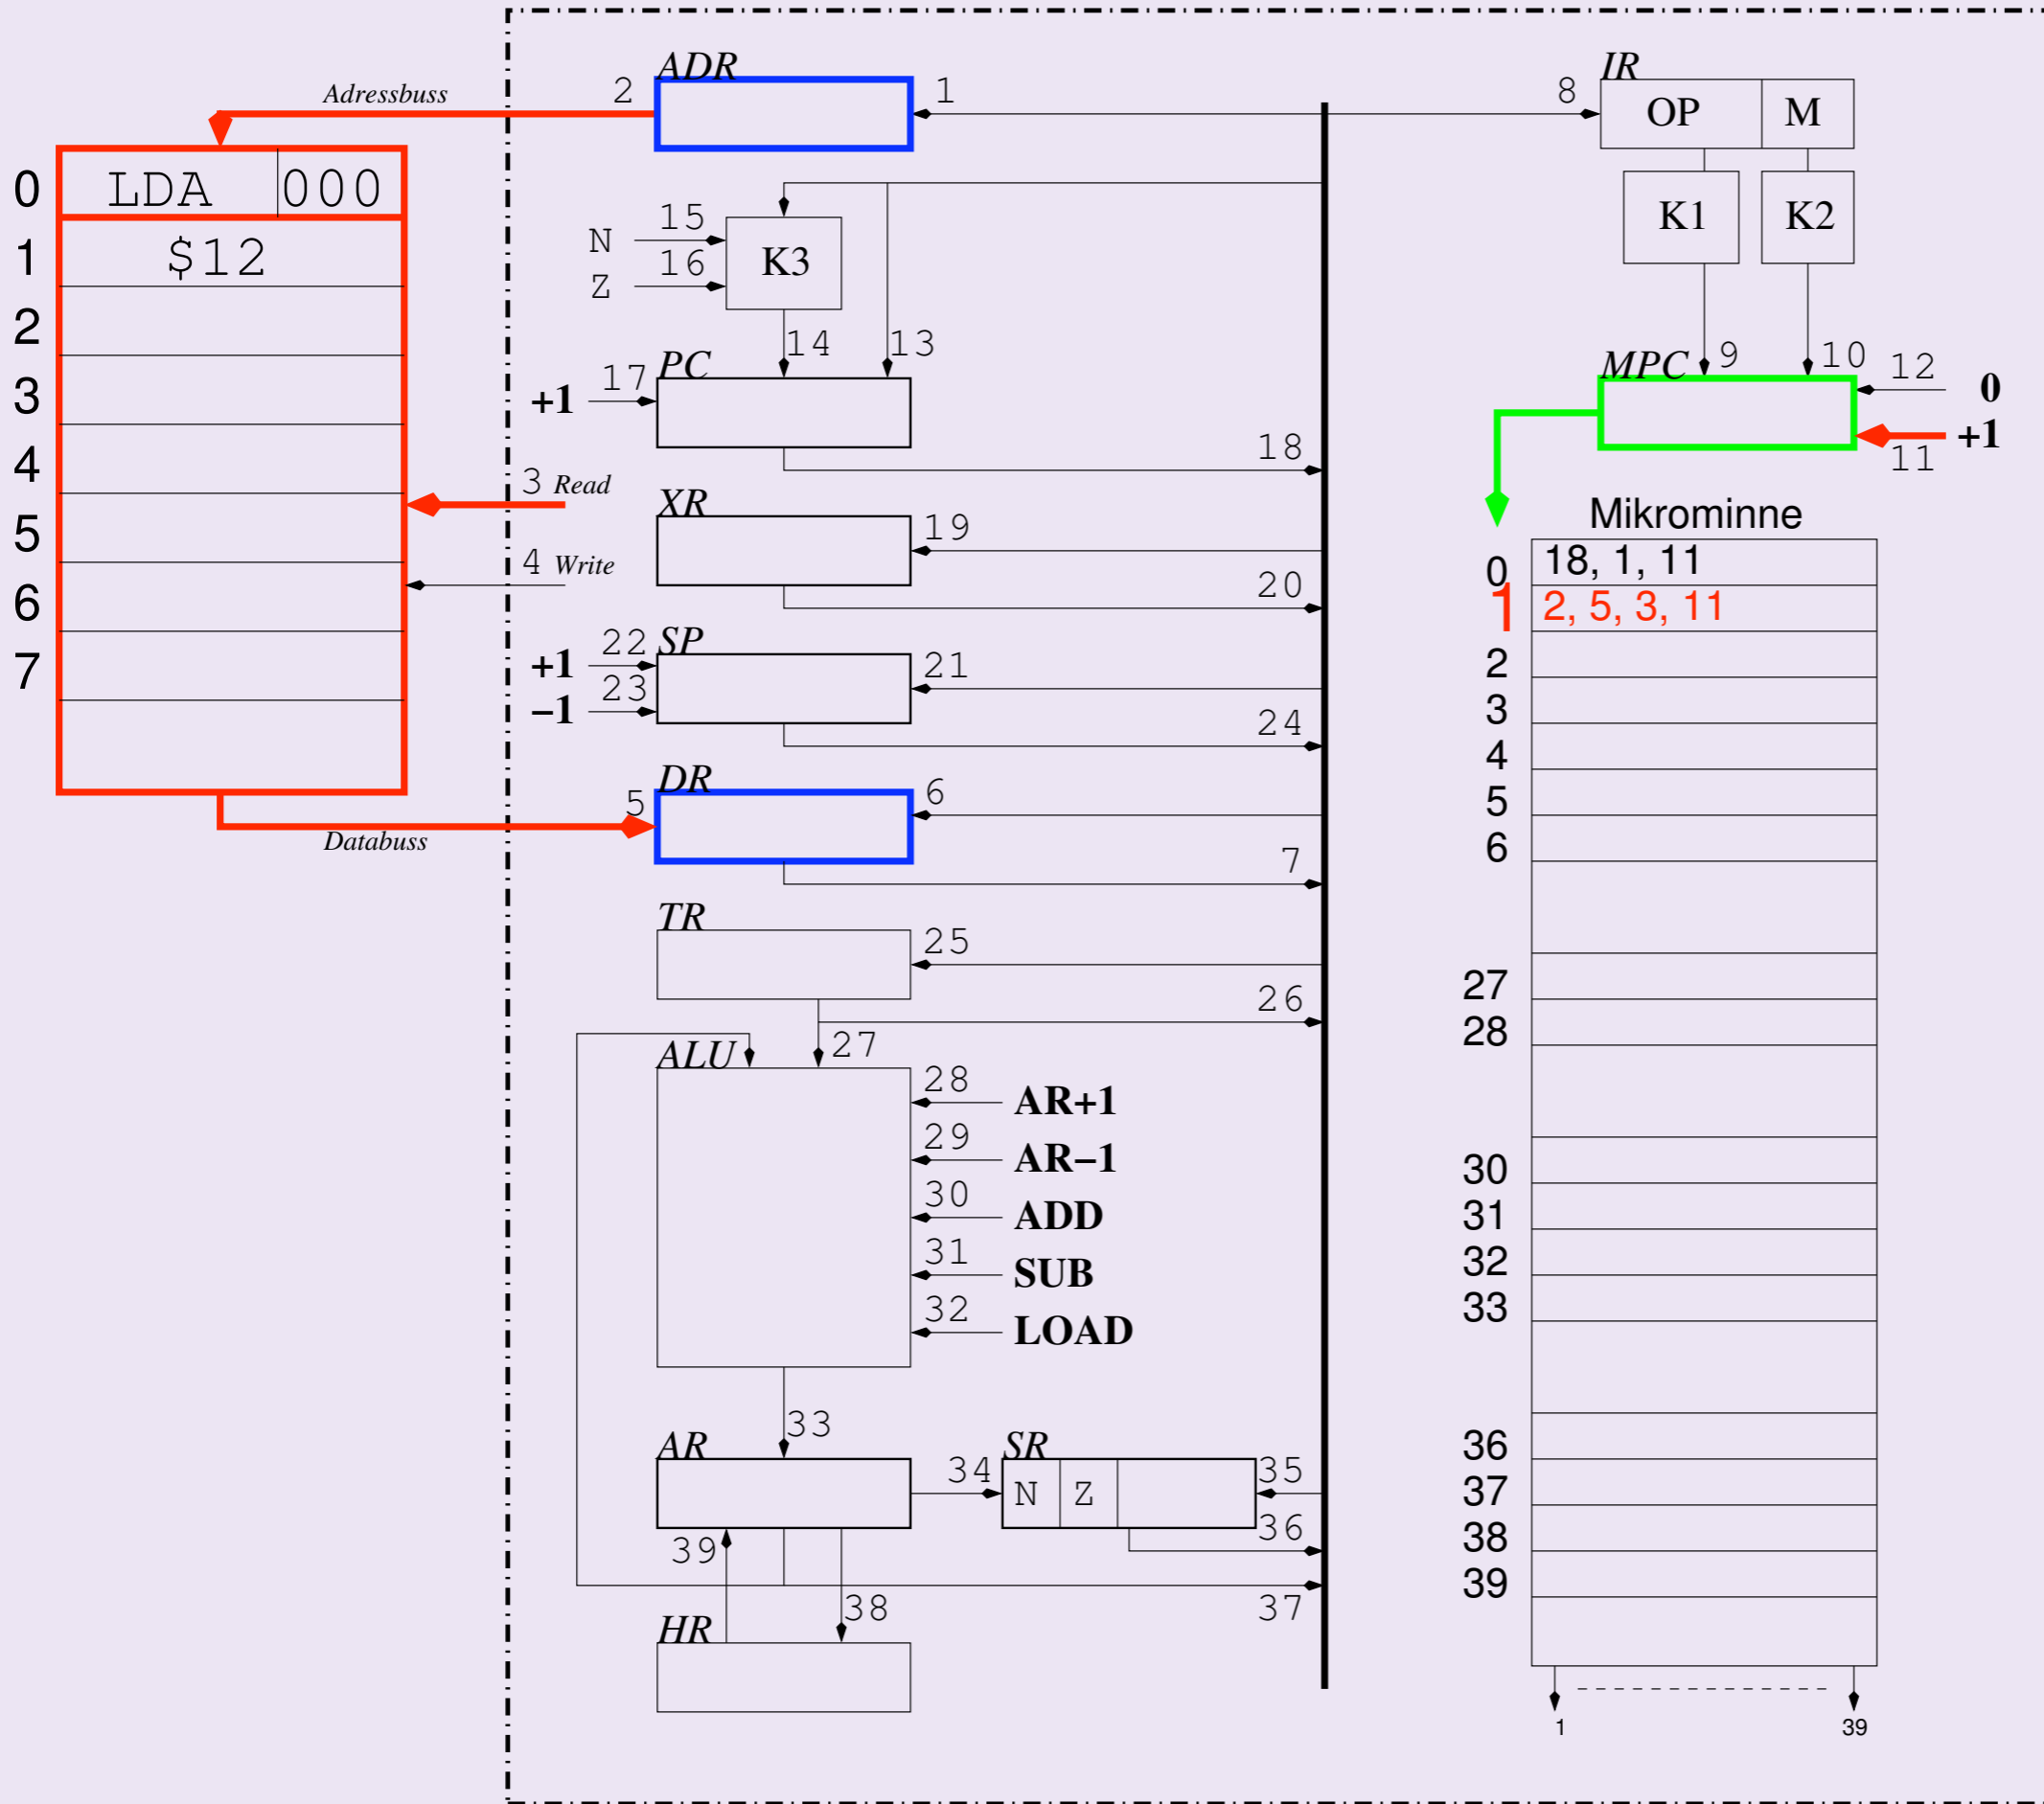 ADR
IR
Adressbuss
2
1
8
OP M
0
LDA 000
K1 K2
1
$12
N
15
K3
Z
16
2
14
13
PC
17
+1
9
10
MPC
12
0
3
+1
11
18
4
3 Read
XR
19
Mikrominne
5
4 Write
0
18, 1, 11
20
1
2, 5, 3, 11
6
SP
22
+1
21
2
7
23
−1
3
24
4
DR
5
6
5
Databuss
6
7
TR
25
27
26
28
ALU
27
28
AR+1
29
AR−1
30
30
ADD
31
31
SUB
32
32
LOAD
33
33
AR
SR
34
N Z
35
36
36
37
39
38
39
38
37
HR
1
39